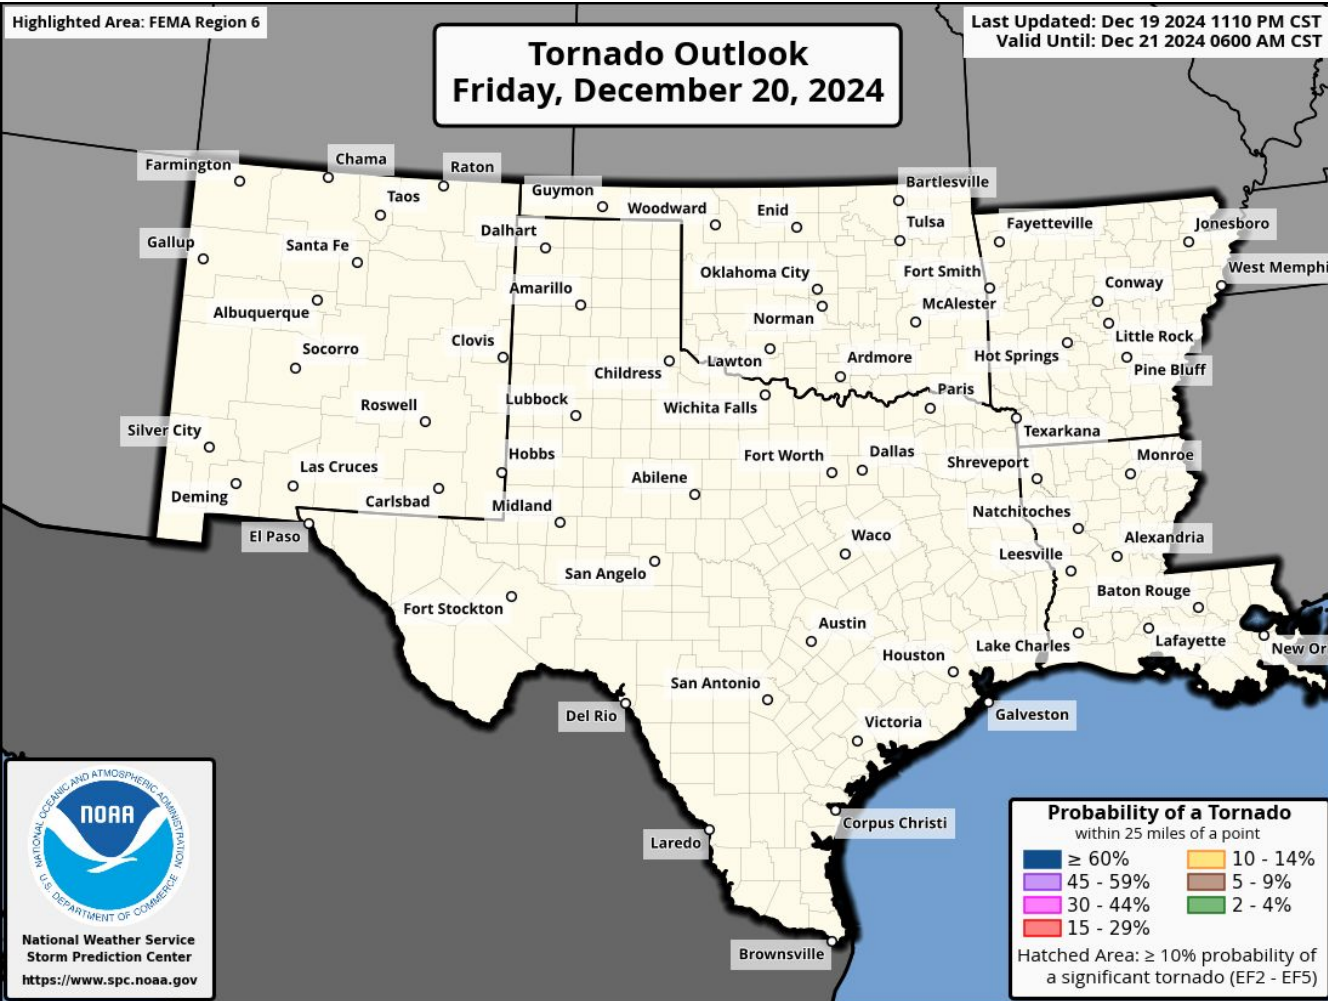 Highlighted Area: FEMA Region 6
Last Updated: Dec 19 2024 1110 PM CST
Valid Until: Dec 21 2024 0600 AM CST
Tornado Outlook
Friday, December 20, 2024
Farmington
Chama
Raton
Taos
Guymon
Woodward
Enid
Bartlesville
Tulsa
Fayetteville
Jonesboro
Gallup
Santa Fe
Dalhart
Oklahoma City
Fort Smith
West Memphi
Albuquerque
Amarillo
Norman
McAlester
Conway
Socorro
Clovis
Childress
Lawton
Ardmore
Hot Springs
Little Rock
Pine Bluff
Roswell
Lubbock
Wichita Falls
Paris
Texarkana
Silver City
Las Cruces
Hobbs
Abilene
Fort Worth
Dallas
Shreveport
Monroe
Deming
Carlsbad
Midland
Natchitoches
El Paso
San Angelo
Waco
Leesville
Alexandria
Fort Stockton
Baton Rouge
Austin
Houston
Lake Charles
Lafayette
New Or
San Antonio
Del Rio
Victoria
Galveston
Corpus Christi
Laredo
Brownsville
NATIONAL OCEANIC AND ATMOSPHERIC ADMINISTRATION
NOAA
U.S. DEPARTMENT OF COMMERCE
National Weather Service
Storm Prediction Center
https://www.spc.noaa.gov
Probability of a Tornado
within 25 miles of a point
≥ 60%
45 - 59%
30 - 44%
15 - 29%
10 - 14%
5 - 9%
2 - 4%
Hatched Area: ≥ 10% probability of
a significant tornado (EF2 - EF5)